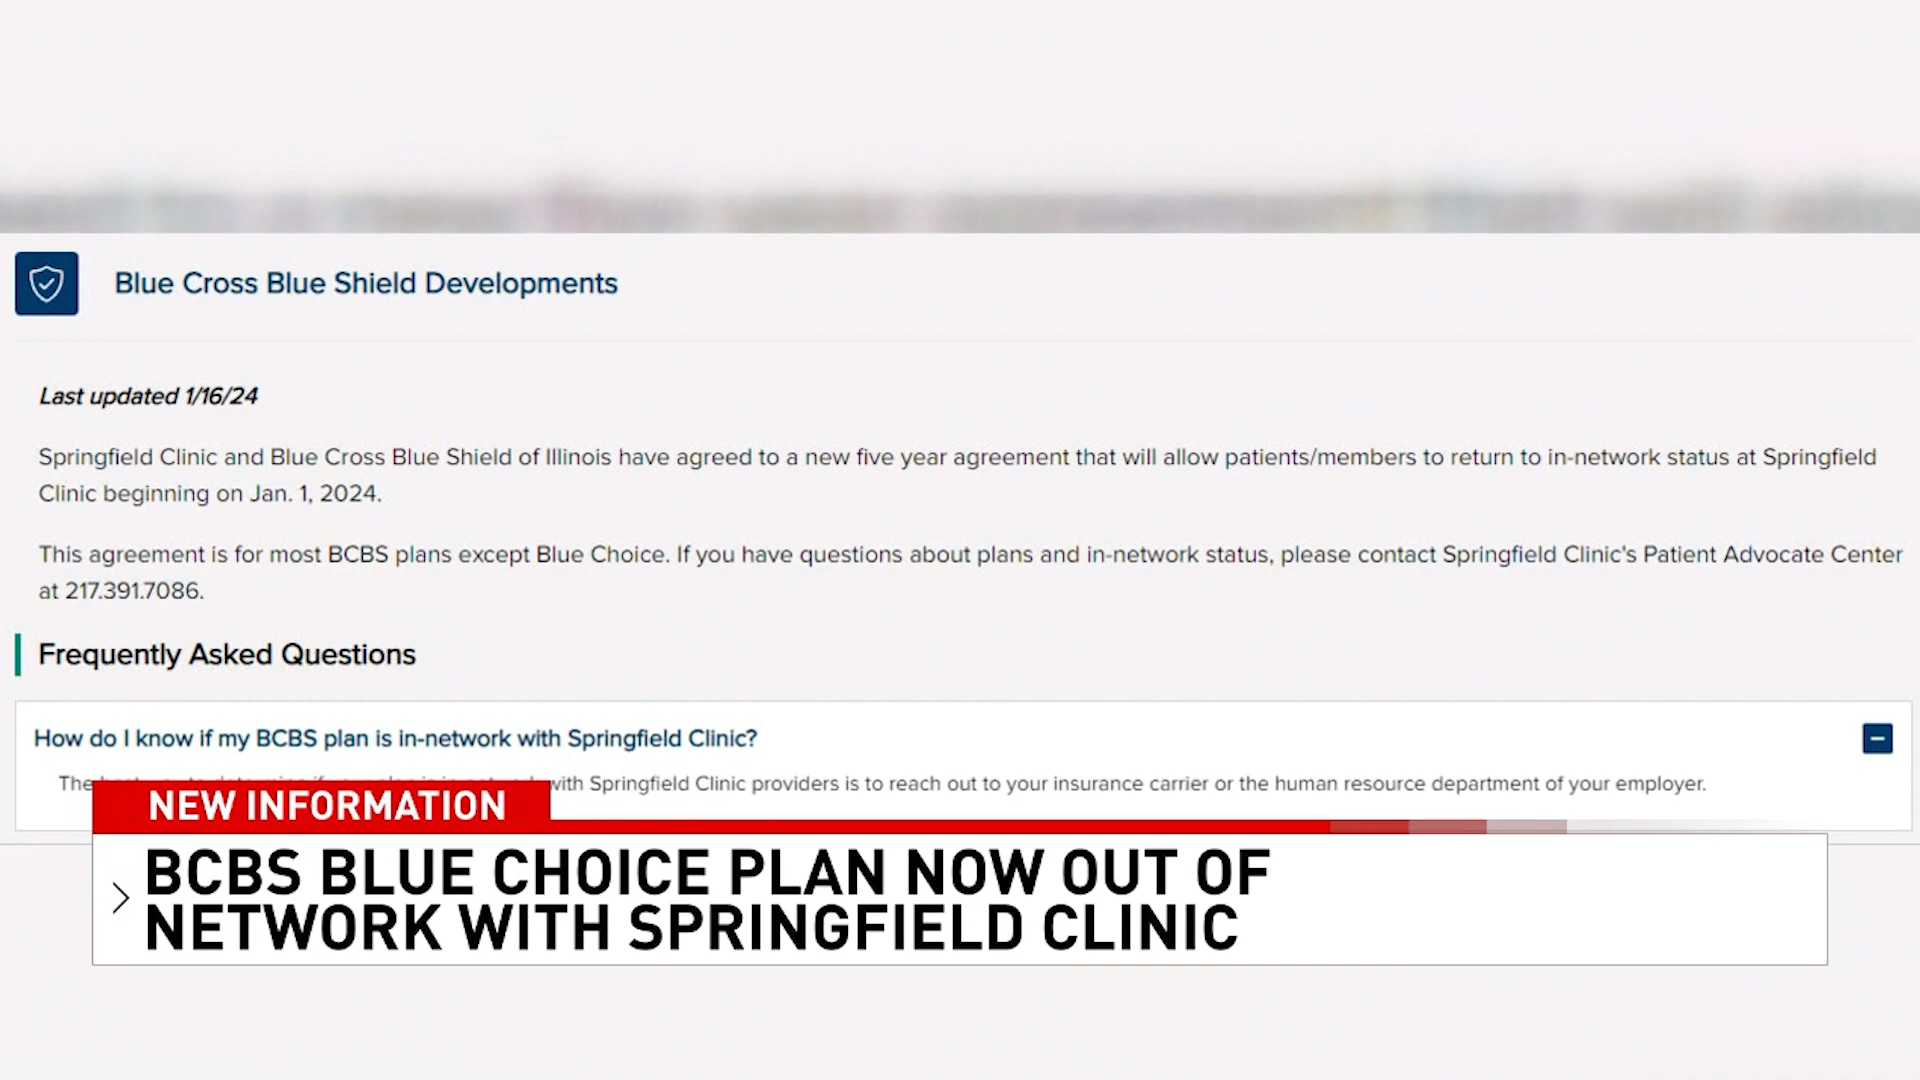 Blue Cross Blue Shield Developments
Last updated 1/16/24
Springfield Clinic and Blue Cross Blue Shield of Illinois have agreed to a new five year agreement that will allow patients/members to return to in-network status at Springfield
Clinic beginning on Jan. 1, 2024.
This agreement is for most BCBS plans except Blue Choice. If you have questions about plans and in-network status, please contact Springfield Clinic's Patient Advocate Center
at 217.391.7086.
Frequently Asked Questions
How do I know if my BCBS plan is in-network with Springfield Clinic?
The with Springfield Clinic providers is to reach out to your insurance carrier or the human resource department of your employer.
NEW INFORMATION
BCBS BLUE CHOICE PLAN NOW OUT OF
NETWORK WITH SPRINGFIELD CLINIC